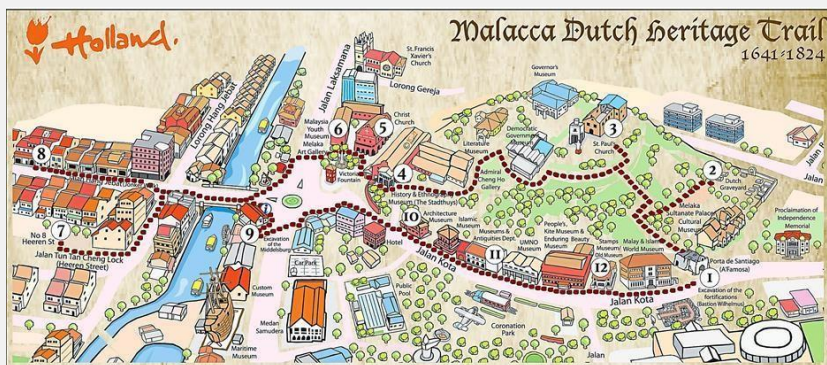 Holland.
Malacca Dutch Heritage Trail
1641-1824
St. Francis
Xavier's
Church
Jalan Laksamana
Lorong Gereja
Governor's
Museum
Lorong Hang Jebat
Malaysia
Youth
Museum
Melaka
Art Gallery
6
5
Christ
Church
Literature
Museum
Democratic
Government
Museum
3
St. Paul's
Church
8
Victoria
Fountain
4
Admiral
Cheng Ho
Gallery
2
Dutch
Graveyard
History & Ethnography
Museum (The Stadthuys)
Melaka
Sultanate Palace
Cultural
Museum
7
No 8
Heeren St
Jalan Tun Tan Cheng Lock
(Heeren Street)
9
Excavation
of the
Middelburg
Hotel
10
Architecture
Museum
Islamic
Museum
Museums &
Antiquities Dept.
11
UMNO
Museum
People's,
Kite Museum &
Enduring Beauty
Museum
Stamps
Museum/
12
Malay & Islamic
World Museum
Proclamation of
Independence
Memorial
Porta de Santiago
(A'Famosa)
1
Excavation of the
fortifications
(Bastion Wilhelmus)
Jalan Kota
Jalan Kota
Custom
Museum
Car Park
Medan
Samudera
Public
Pool
Coronation
Park
Maritime
Museum
Jalan
Jalan